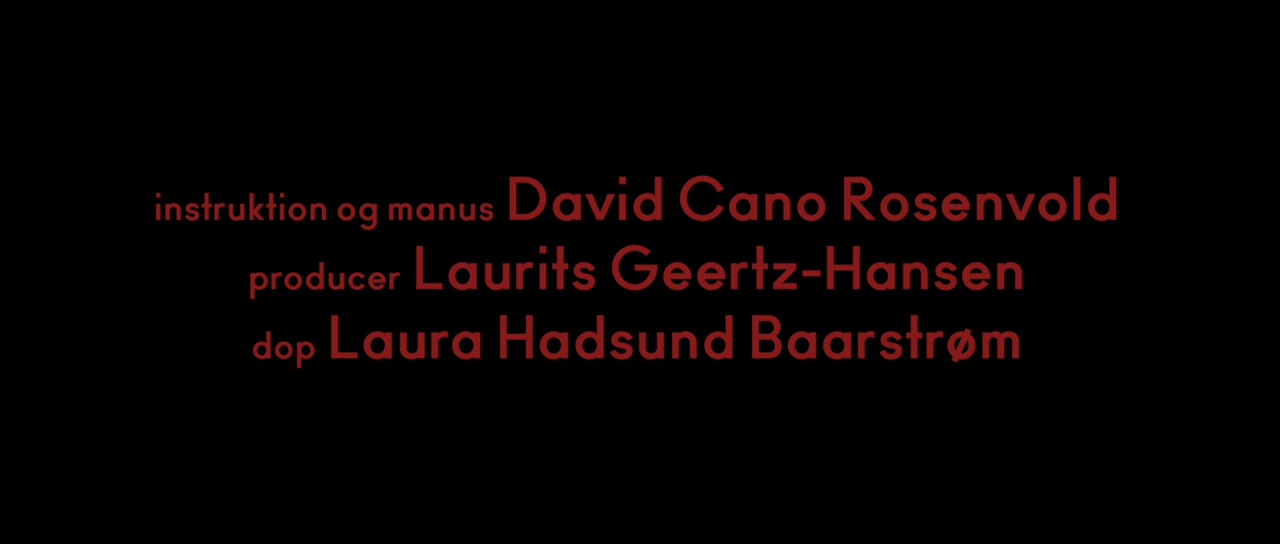 instruktion og manus David Cano Rosenvold
producer Laurits Geertz-Hansen
dop Laura Hadsund Baarstrøm